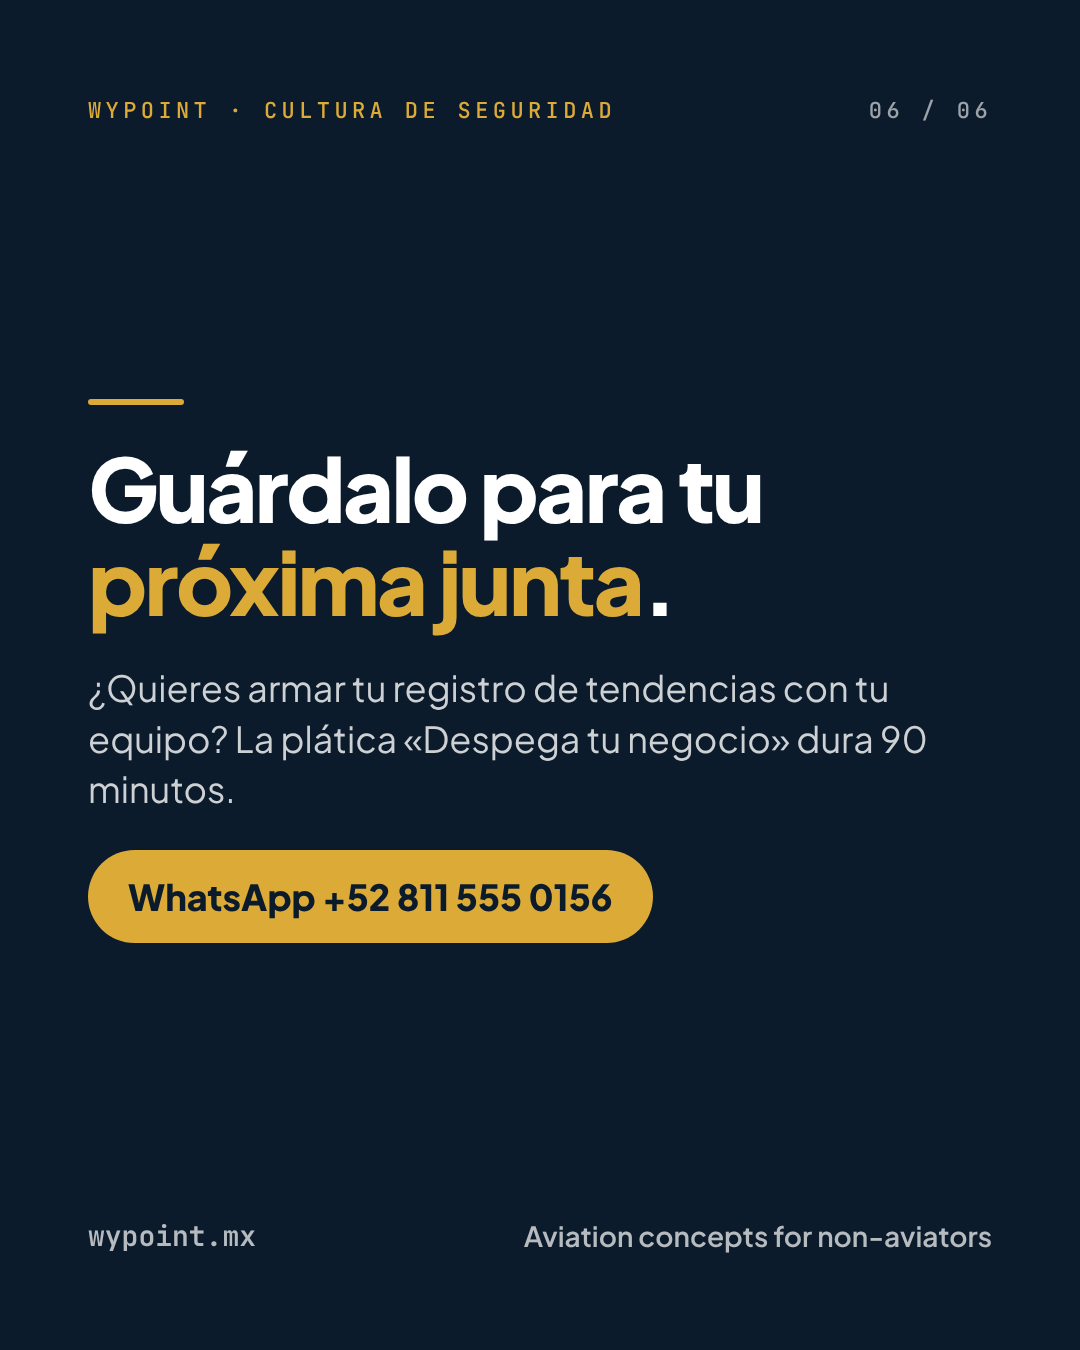 WYPOINT · CULTURA DE SEGURIDAD
06 / 06
Guárdalo para tu
próxima junta.
¿Quieres armar tu registro de tendencias con tu
equipo? La plática «Despega tu negocio» dura 90
minutos.
WhatsApp +52 811 555 0156
wypoint.mx
Aviation concepts for non-aviators